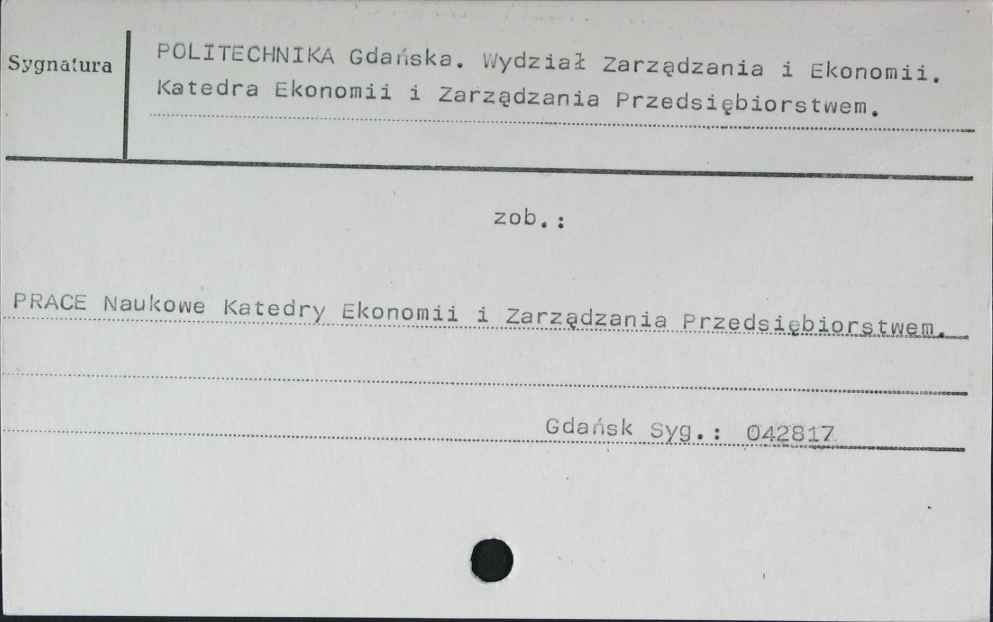 Sygnatura
POLITECHNIKA Gdańska. Wydział Zarządzania i Ekonomii.
Katedra Ekonomii i Zarządzania Przedsiębiorstwem.
zob.:
PRACE Naukowe Katedry Ekonomii i Zarządzania Przedsiębiorstwem.
Gdańsk Syg.: 042817